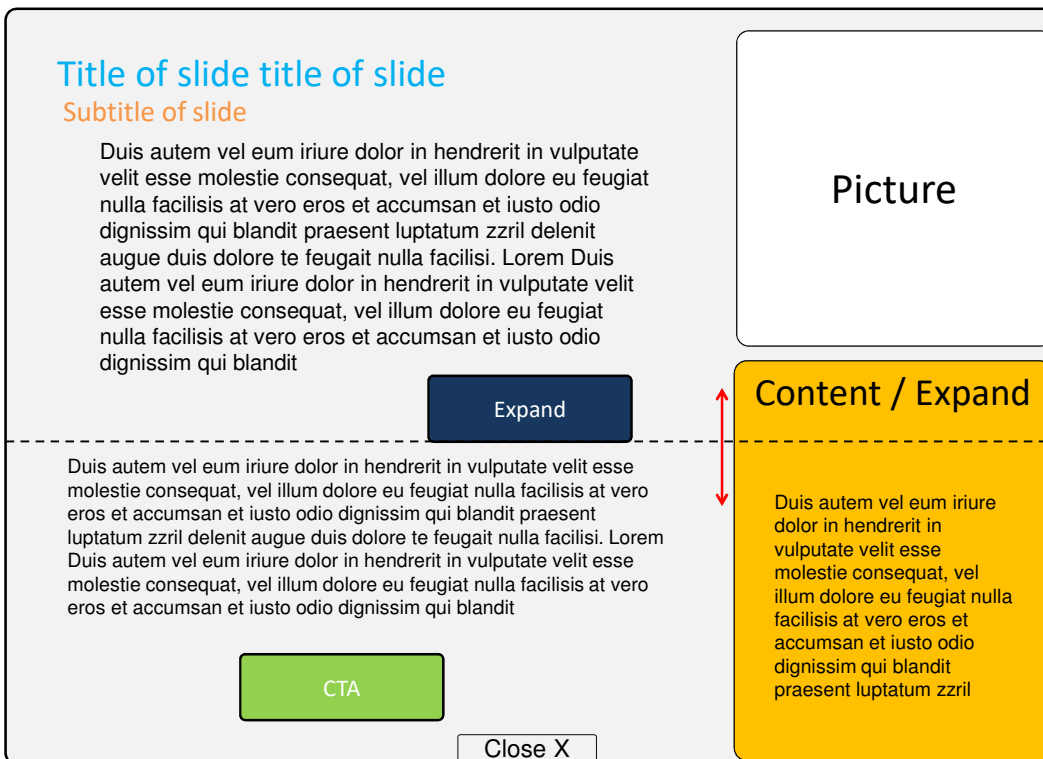 Title of slide title of slide
Subtitle of slide
Duis autem vel eum iriure dolor in hendrerit in vulputate
velit esse molestie consequat, vel illum dolore eu feugiat
nulla facilisis at vero eros et accumsan et iusto odio
dignissim qui blandit praesent luptatum zzril delenit
augue duis dolore te feugait nulla facilisi. Lorem Duis
autem vel eum iriure dolor in hendrerit in vulputate velit
esse molestie consequat, vel illum dolore eu feugiat
nulla facilisis at vero eros et accumsan et iusto odio
dignissim qui blandit
Expand
Duis autem vel eum iriure dolor in hendrerit in vulputate velit esse
molestie consequat, vel illum dolore eu feugiat nulla facilisis at vero
eros et accumsan et iusto odio dignissim qui blandit praesent
luptatum zzril delenit augue duis dolore te feugait nulla facilisi. Lorem
Duis autem vel eum iriure dolor in hendrerit in vulputate velit esse
molestie consequat, vel illum dolore eu feugiat nulla facilisis at vero
eros et accumsan et iusto odio dignissim qui blandit
CTA
Close X
Picture
Content / Expand
Duis autem vel eum iriure
dolor in hendrerit in
vulputate velit esse
molestie consequat, vel
illum dolore eu feugiat nulla
facilisis at vero eros et
accumsan et iusto odio
dignissim qui blandit
praesent luptatum zzril